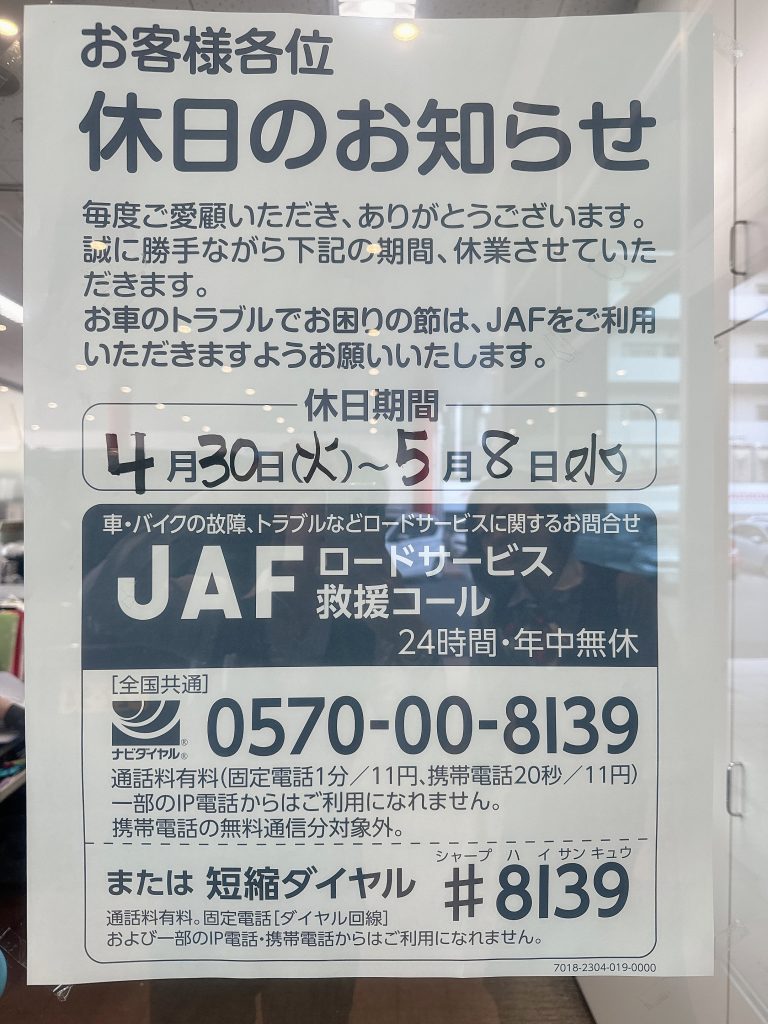 お客様各位
休日のお知らせ
毎度ご愛顧いただき、ありがとうございます。
誠に勝手ながら下記の期間、休業させていた
だきます。
お車のトラブルでお困りの節は、JAFをご利用
いただきますようお願いいたします。
休日期間
4月30日(火)～5月8日(水)
車・バイクの故障、トラブルなどロードサービスに関するお問合せ
JAF ロードサービス
救援コール
24時間・年中無休
[全国共通]
ナビダイヤル® 0570-00-8139
通話料有料(固定電話1分／11円、携帯電話20秒／11円)
一部のIP電話からはご利用になれません。
携帯電話の無料通信分対象外。
シャープ ハイサンキュウ
または 短縮ダイヤル ♯8139
通話料有料。固定電話[ダイヤル回線]
および一部のIP電話・携帯電話からはご利用になれません。
7018-2304-019-0000